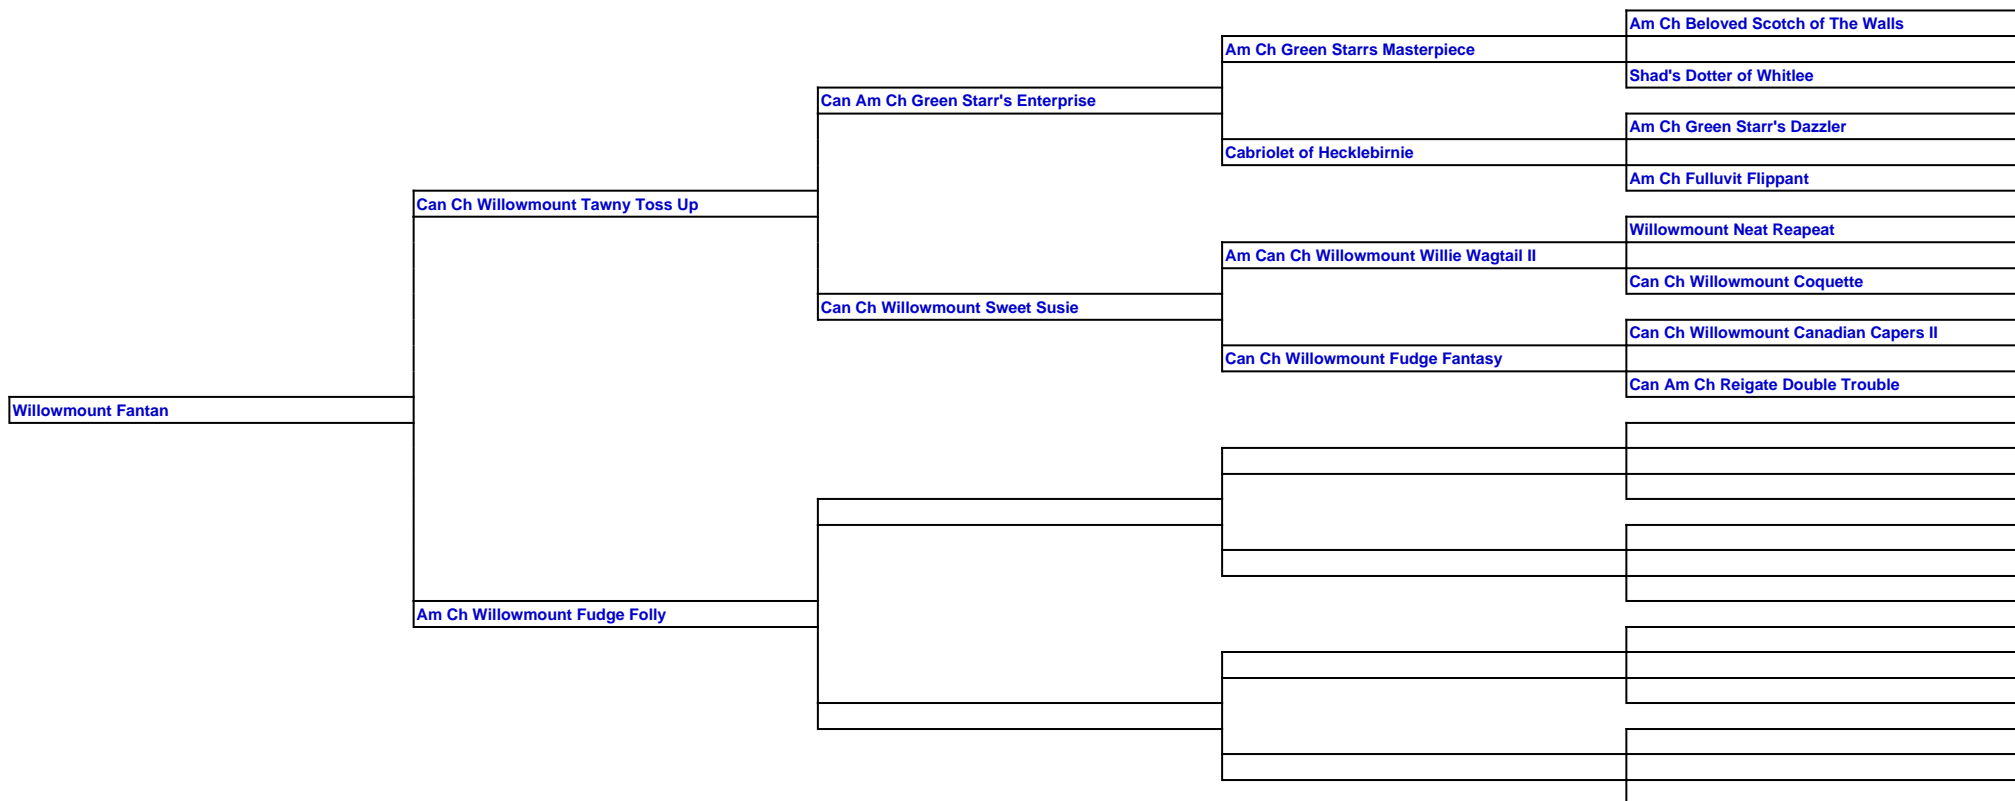 Am Ch Beloved Scotch of The Walls
Am Ch Green Starrs Masterpiece
Shad's Dotter of Whitlee
Can Am Ch Green Starr's Enterprise
Am Ch Green Starr's Dazzler
Cabriolet of Hecklebirnie
Am Ch Fulluvit Flippant
Can Ch Willowmount Tawny Toss Up
Willowmount Neat Reapeat
Am Can Ch Willowmount Willie Wagtail II
Can Ch Willowmount Coquette
Can Ch Willowmount Sweet Susie
Can Ch Willowmount Canadian Capers II
Can Ch Willowmount Fudge Fantasy
Can Am Ch Reigate Double Trouble
Willowmount Fantan
Am Ch Willowmount Fudge Folly